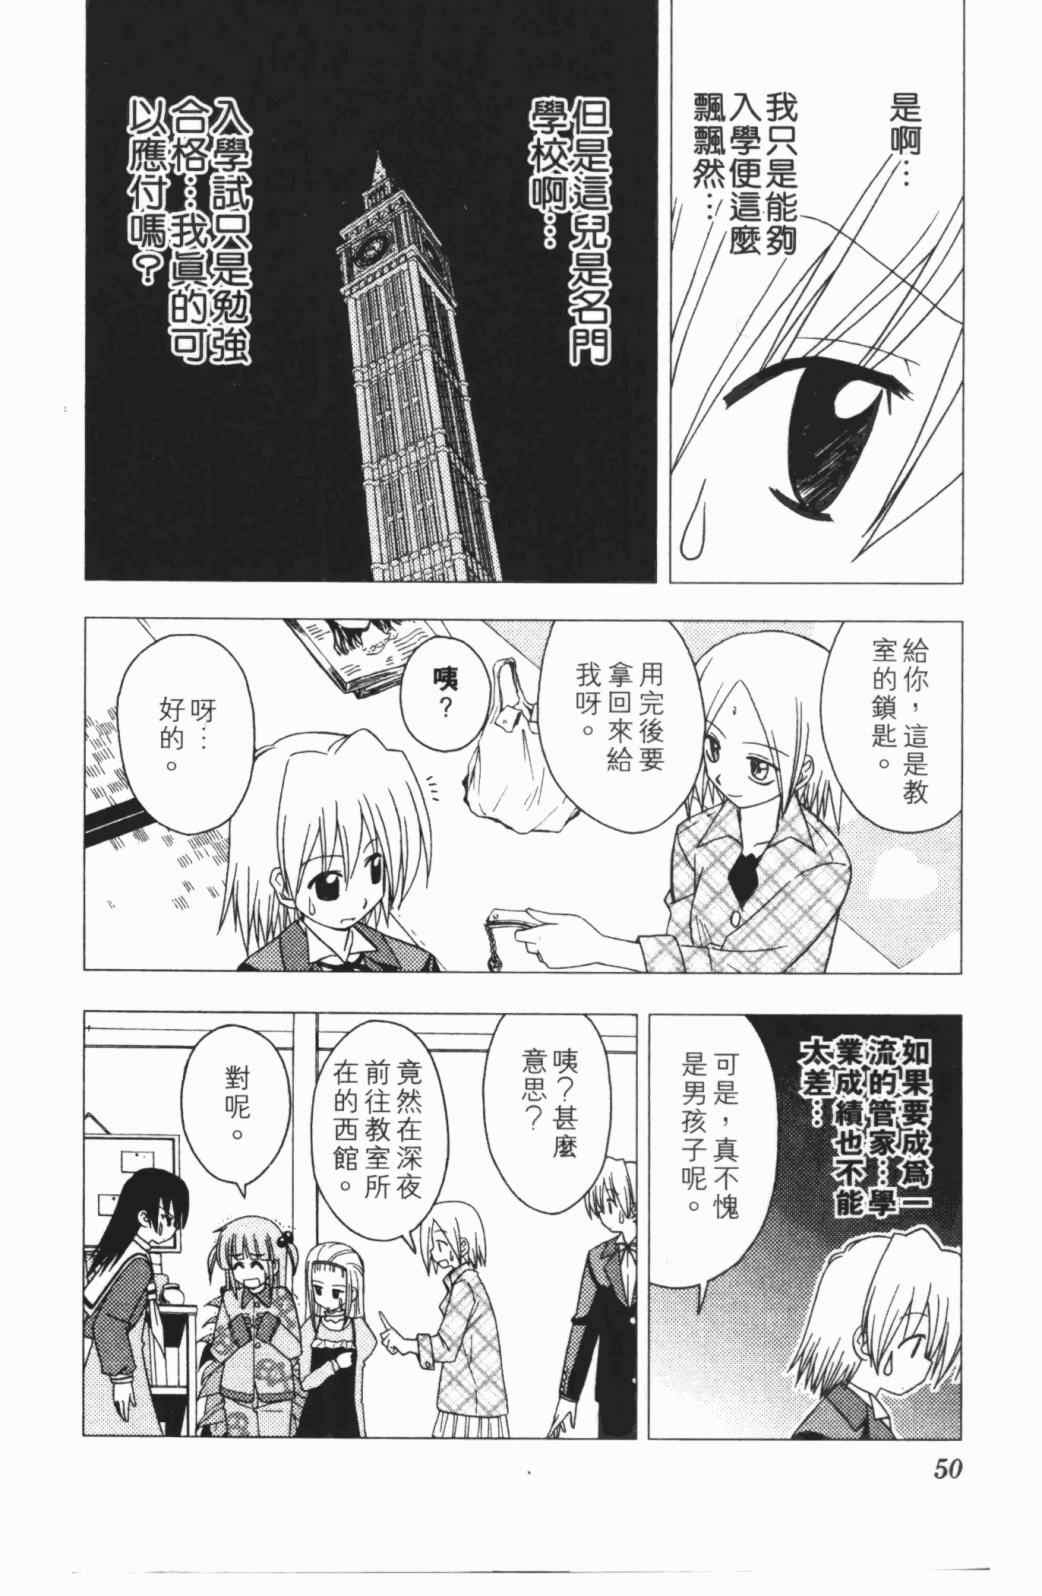 是啊…
我只是能夠
入學便這麼
飄飄然…
但是這兒是名門
學校啊…
入學試只是勉強
合格…我真的可
以應付嗎？
給你，這是教
室的鎖匙。
用完後要
拿回來給
我呀。
咦？
呀…
好的。
如果要成為一
流的管家…學
業成績也不能
太差…
可是，真不愧
是男孩子呢。
咦？甚麼
意思？
竟然在深夜
前往教室所
在的西館。
對呢。
50